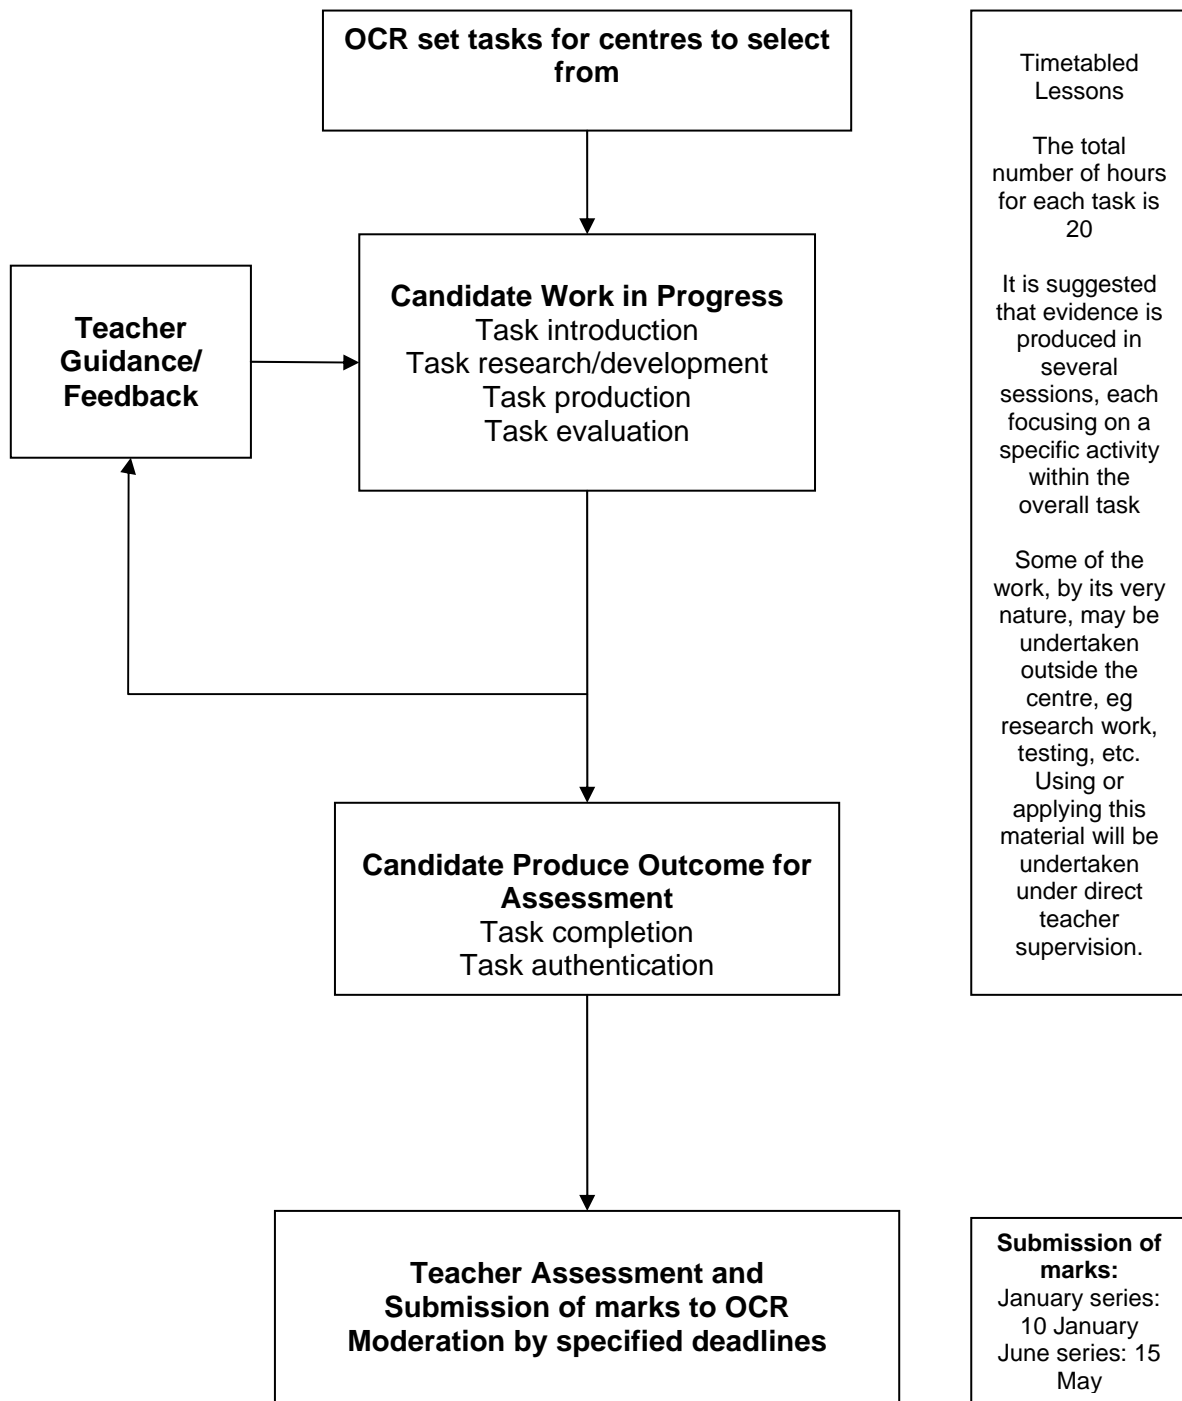 OCR set tasks for centres to select
from
Timetabled
Lessons
The total
number of hours
for each task is
20
It is suggested
that evidence is
produced in
several
sessions, each
focusing on a
specific activity
within the
overall task
Some of the
work, by its very
nature, may be
undertaken
outside the
centre, eg
research work,
testing, etc.
Using or
applying this
material will be
undertaken
under direct
teacher
supervision.
Teacher
Guidance/
Feedback
Candidate Work in Progress
Task introduction
Task research/development
Task production
Task evaluation
Candidate Produce Outcome for
Assessment
Task completion
Task authentication
Teacher Assessment and
Submission of marks to OCR
Moderation by specified deadlines
Submission of
marks:
January series:
10 January
June series: 15
May